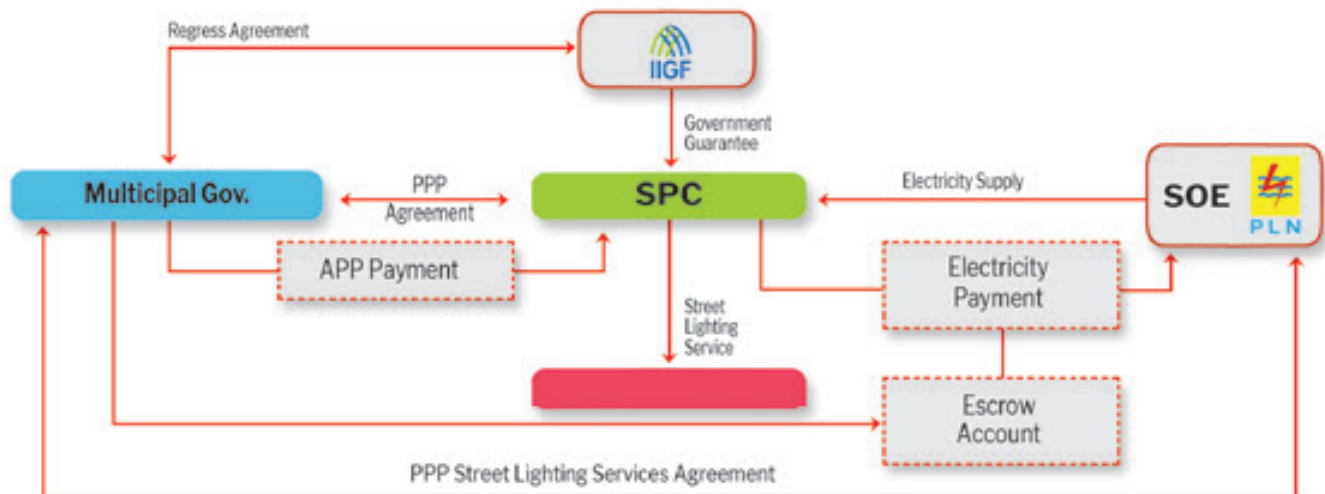 Regress Agreement
IIGF
Government
Guarantee
Multicipal Gov.
PPP
Agreement
SPC
Electricity Supply
SOE
PLN
APP Payment
Electricity
Payment
Street
Lighting
Service
Escrow
Account
PPP Street Lighting Services Agreement